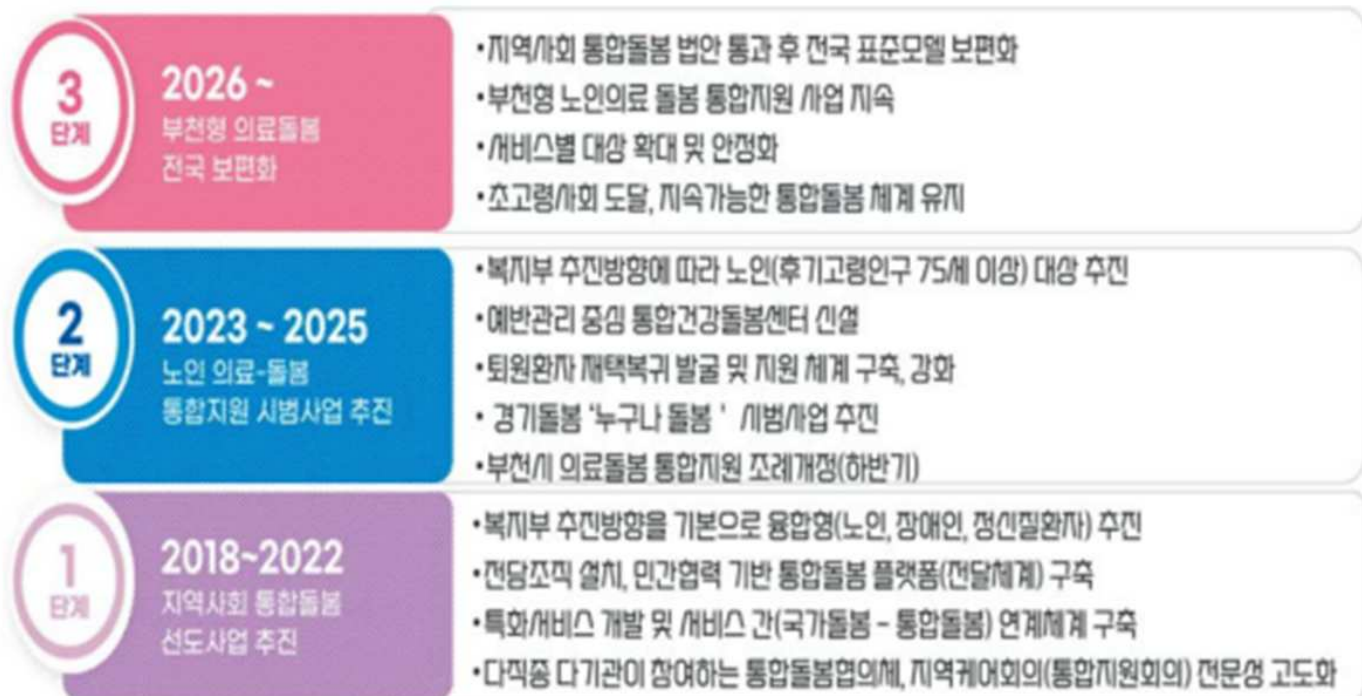 3
단계
2026 ~
부천형 의료돌봄
전국 보편화
•지역사회 통합돌봄 법안 통과 후 전국 표준모델 보편화
•부천형 노인의료 돌봄 통합지원 사업 지속
•서비스별 대상 확대 및 안정화
•초고령사회 도달, 지속가능한 통합돌봄 체계 유지
2
단계
2023 ~ 2025
노인 의료-돌봄
통합지원 시범사업 추진
•복지부 추진방향에 따라 노인(후기고령인구 75세 이상) 대상 추진
•예반관리 중심 통합건강돌봄센터 신설
•퇴원환자 재택복귀 발굴 및 지원 체계 구축, 강화
• 경기돌봄 '누구나 돌봄 ' 시범사업 추진
•부천시 의료돌봄 통합지원 조례개정(하반기)
1
단계
2018~2022
지역사회 통합돌봄
선도사업 추진
•복지부 추진방향을 기본으로 융합형(노인, 장애인, 정신질환자) 추진
•전담조직 설치, 민간협력 기반 통합돌봄 플랫폼(전달체계) 구축
•특화서비스 개발 및 서비스 간(국가돌봄 – 통합돌봄) 연계체계 구축
•다직종 다기관이 참여하는 통합돌봄협의체, 지역케어회의(통합지원회의) 전문성 고도화